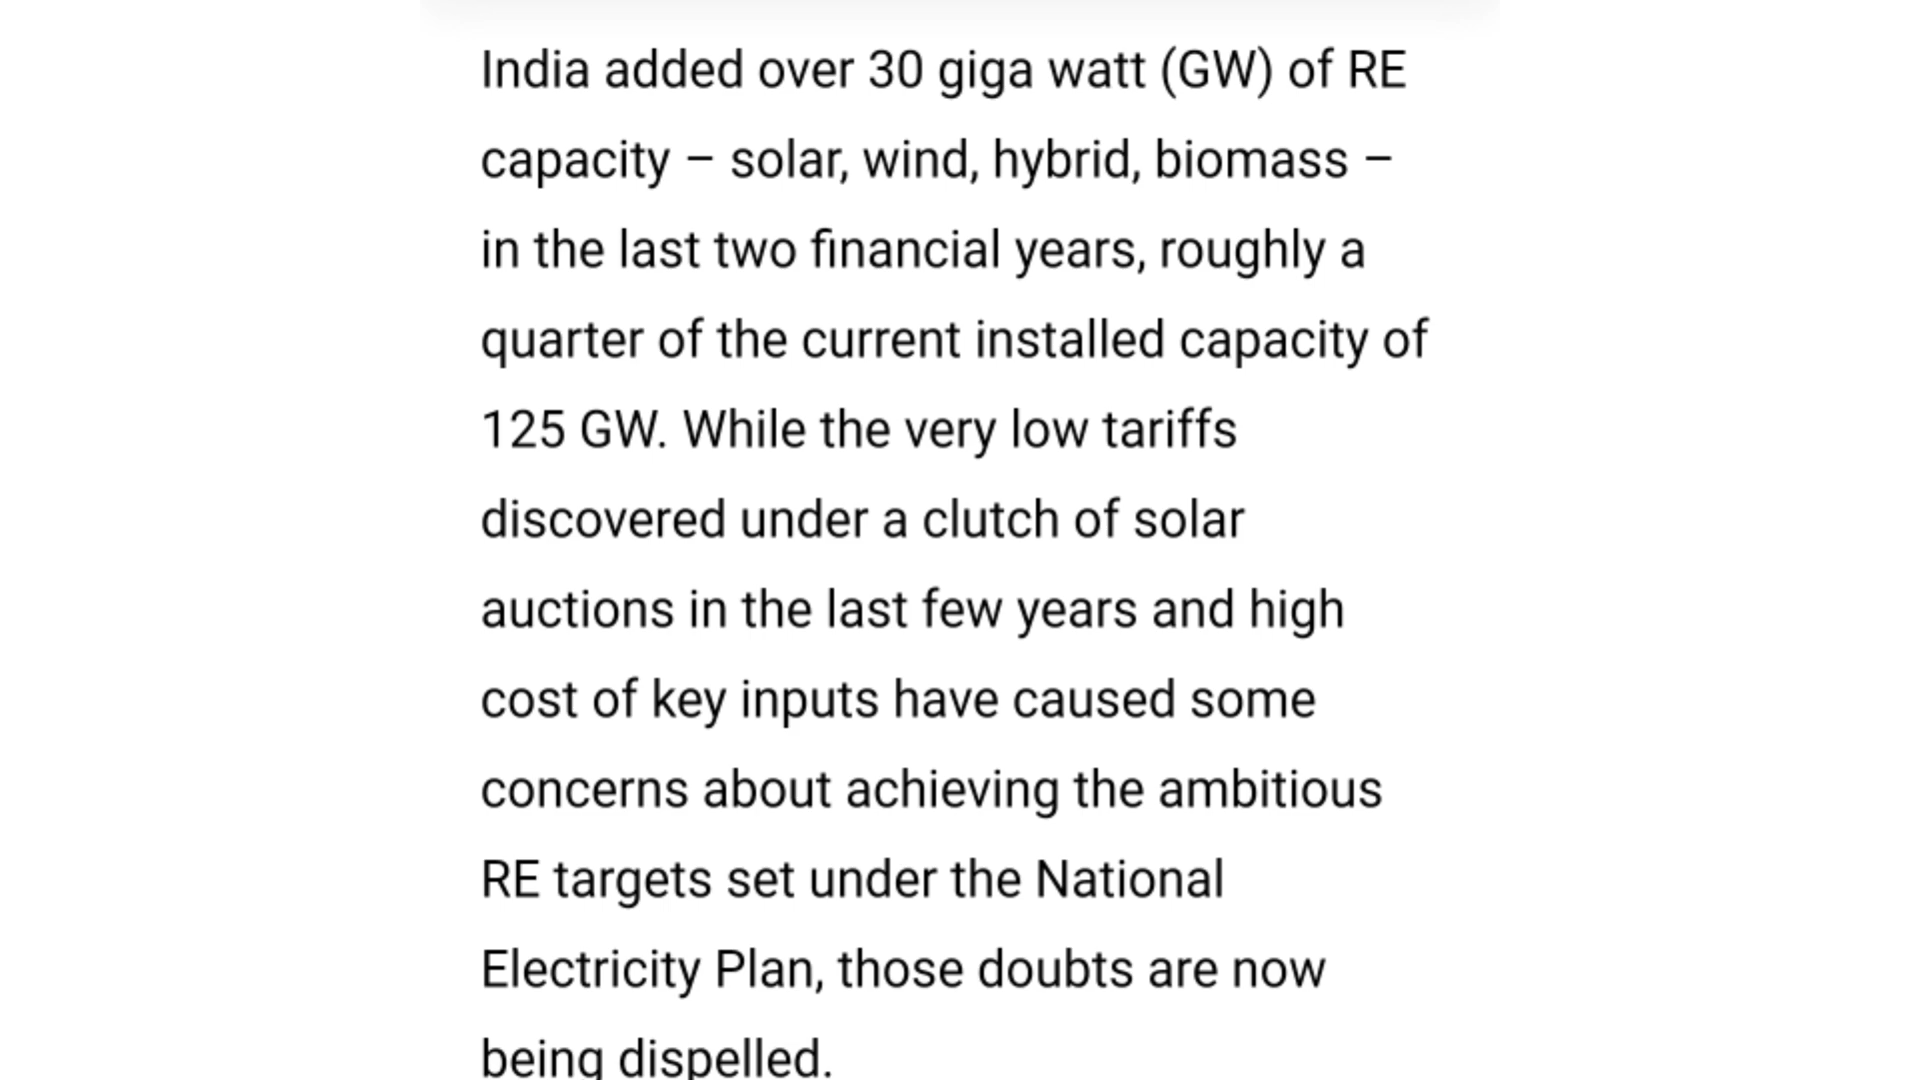 India added over 30 giga watt (GW) of RE
capacity – solar, wind, hybrid, biomass –
in the last two financial years, roughly a
quarter of the current installed capacity of
125 GW. While the very low tariffs
discovered under a clutch of solar
auctions in the last few years and high
cost of key inputs have caused some
concerns about achieving the ambitious
RE targets set under the National
Electricity Plan, those doubts are now
being dispelled.